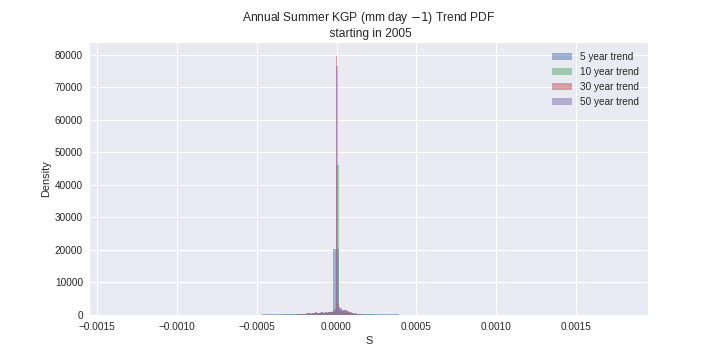 Annual Summer KGP (mm day −1) Trend PDF
starting in 2005
80000
70000
60000
50000
40000
30000
20000
10000
0
Density
5 year trend
10 year trend
30 year trend
50 year trend
−0.0015 −0.0010 −0.0005 0.0000 0.0005 0.0010 0.0015
S